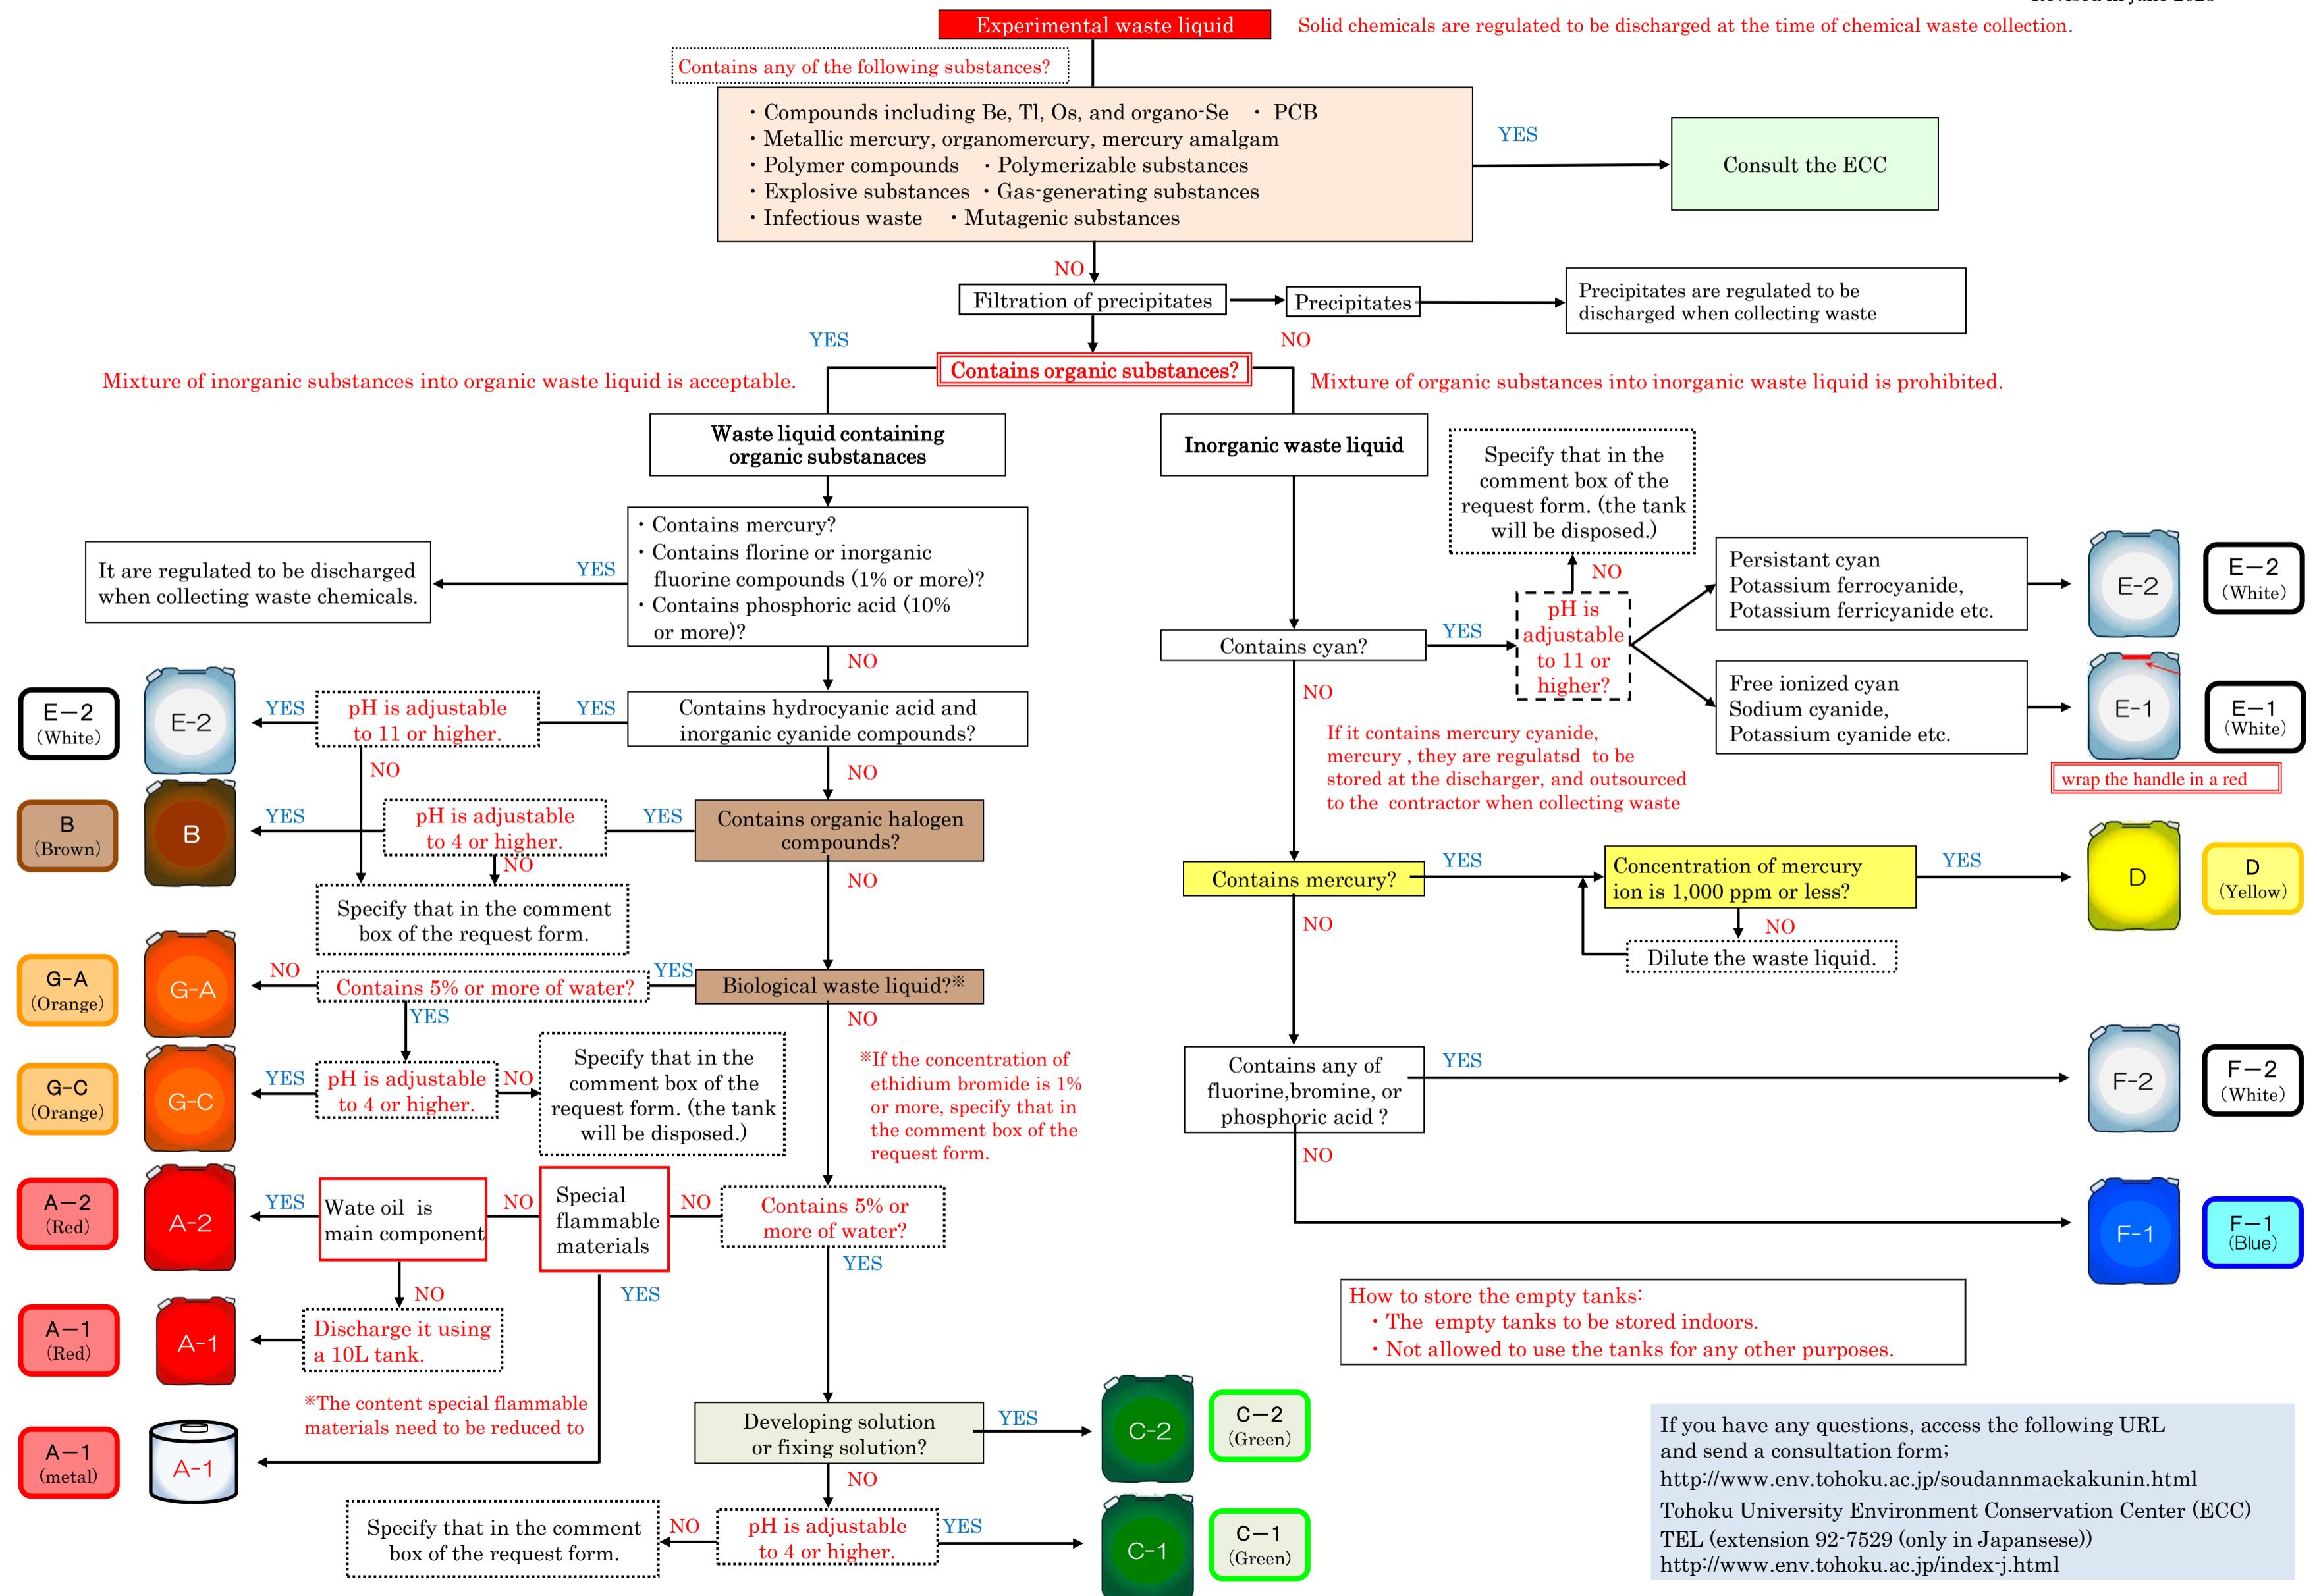 Experimental waste liquid
Solid chemicals are regulated to be discharged at the time of chemical waste collection.
Contains any of the following substances?
・Compounds including Be, Tl, Os, and organo-Se ・ PCB
・Metallic mercury, organomercury, mercury amalgam
・Polymer compounds ・Polymerizable substances
・Explosive substances ・Gas-generating substances
・Infectious waste ・Mutagenic substances
YES
Consult the ECC
NO
Filtration of precipitates
Precipitates
Precipitates are regulated to be
discharged when collecting waste
YES
NO
Contains organic substances?
Mixture of inorganic substances into organic waste liquid is acceptable.
Mixture of organic substances into inorganic waste liquid is prohibited.
Waste liquid containing
organic substanaces
・Contains mercury?
・Contains florine or inorganic
fluorine compounds (1% or more)?
・Contains phosphoric acid (10%
or more)?
YES
It are regulated to be discharged
when collecting waste chemicals.
NO
Contains hydrocyanic acid and
inorganic cyanide compounds?
YES
pH is adjustable
to 11 or higher.
YES
E-2
E-2
(White)
NO
NO
Contains organic halogen
compounds?
YES
pH is adjustable
to 4 or higher.
YES
B
B
(Brown)
NO
Specify that in the comment
box of the request form.
NO
Biological waste liquid?※
YES
Contains 5% or more of water?
NO
G-A
G-A
(Orange)
YES
pH is adjustable
to 4 or higher.
YES
G-C
G-C
(Orange)
NO
Specify that in the
comment box of the
request form. (the tank
will be disposed.)
NO
※If the concentration of
ethidium bromide is 1%
or more, specify that in
the comment box of the
request form.
Contains 5% or
more of water?
NO
Special
flammable
materials
NO
Wate oil is
main component
YES
A-2
A-2
(Red)
NO
Discharge it using
a 10L tank.
A-1
A-1
(Red)
YES
※The content special flammable
materials need to be reduced to
A-1
A-1
(metal)
YES
Developing solution
or fixing solution?
YES
C-2
C-2
(Green)
NO
pH is adjustable
to 4 or higher.
YES
C-1
C-1
(Green)
NO
Specify that in the comment
box of the request form.
Inorganic waste liquid
Contains cyan?
YES
pH is
adjustable
to 11 or
higher?
NO
Specify that in the
comment box of the
request form. (the tank
will be disposed.)
Persistant cyan
Potassium ferrocyanide,
Potassium ferricyanide etc.
E-2
E-2
(White)
Free ionized cyan
Sodium cyanide,
Potassium cyanide etc.
E-1
E-1
(White)
wrap the handle in a red
NO
If it contains mercury cyanide,
mercury , they are regulatsd to be
stored at the discharger, and outsourced
to the contractor when collecting waste
Contains mercury?
YES
Concentration of mercury
ion is 1,000 ppm or less?
YES
D
D
(Yellow)
NO
Dilute the waste liquid.
NO
Contains any of
fluorine,bromine, or
phosphoric acid ?
YES
F-2
F-2
(White)
NO
F-1
F-1
(Blue)
How to store the empty tanks:
・The empty tanks to be stored indoors.
・Not allowed to use the tanks for any other purposes.
If you have any questions, access the following URL
and send a consultation form;
http://www.env.tohoku.ac.jp/soudannmaekakunin.html
Tohoku University Environment Conservation Center (ECC)
TEL (extension 92-7529 (only in Japansese))
http://www.env.tohoku.ac.jp/index-j.html